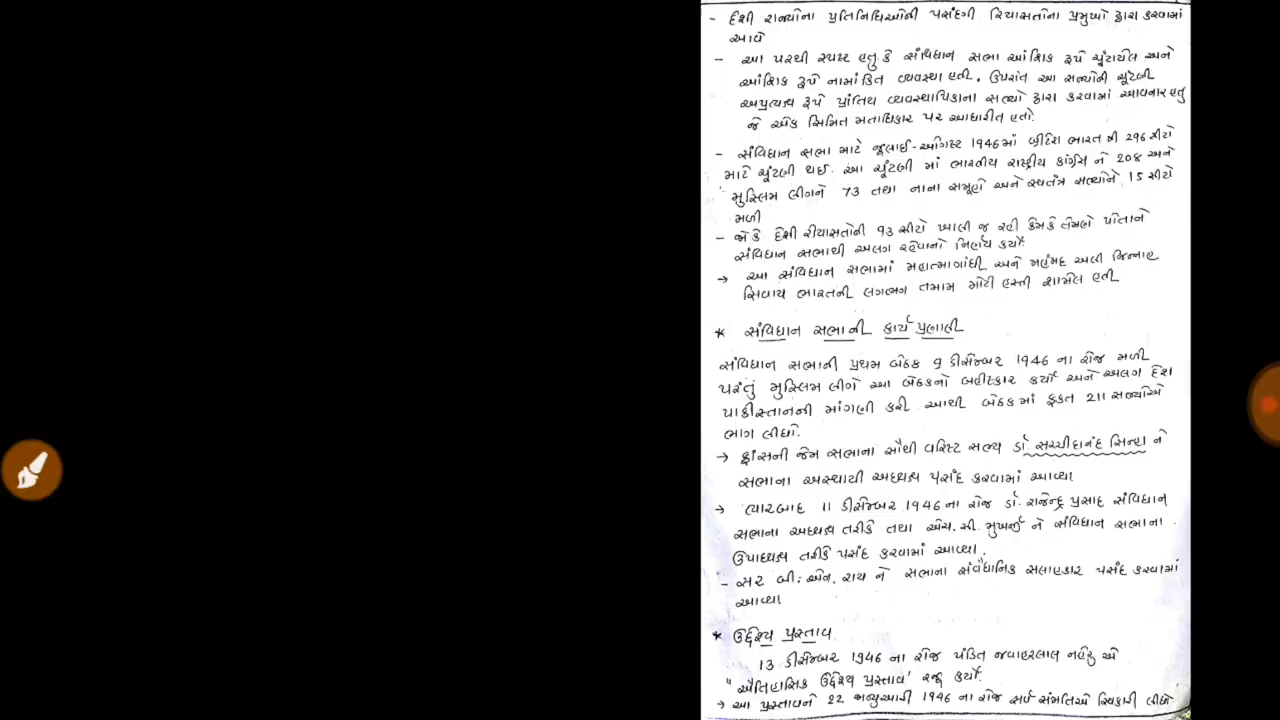 - દેશી રાજ્યોના પ્રતિનિધિઓની પસંદગી રિયાસતોના પ્રમુખો દ્વારા કરવામાં
આવે
- આ પરથી સ્પષ્ટ હતુ કે સંવિધાન સભા આંશિક રૂપે ચૂંટાયેલ અને
આંશિક રૂપે નામાંકિત વ્યવસ્થા હતી. ઉપરાંત આ સભ્યોની ચૂંટણી
અપ્રત્યક્ષ રૂપે પ્રાંતિય વ્યવસ્થાપિકાના સભ્યો દ્વારા કરવામાં આવનાર હતુ
જે એક સિમિત મતાધિકાર પર આધારીત હતો.
- સંવિધાન સભા માટે જૂલાઈ-ઓગસ્ટ 1946માં બ્રીટીશ ભારત ની 296 સીટો
માટે ચૂંટણી થઈ. આ ચૂંટણી માં ભારતીય રાષ્ટ્રીય કાંગ્રેસ ને 208 અને
મુસ્લિમ લીગને 73 તથા નાના સમૂહો અને સ્વતંત્ર સભ્યોને 15 સીટો
મળી
- જો કે દેશી રીયાસતોની 93 સીટો ખાલી જ રહી કેમકે તેમણે પોતાને
સંવિધાન સભાથી અલગ રહેવાનો નિર્ણય કર્યો.
→ આ સંવિધાન સભામાં મહાત્માગાંધી અને મહંમદ અલી જિન્નાહ
સિવાય ભારતની લગભગ તમામ મોટી હસ્તી શામેલ હતી
* સંવિધાન સભાની કાર્ય પ્રણાલી
સંવિધાન સભાની પ્રથમ બેઠક 9 ડીસેમ્બર 1946 ના રોજ મળી
પરંતું મુસ્લિમ લીગે આ બેઠકનો બહીસ્કાર કર્યો અને અલગ દેશ
પાકીસ્તાનની માંગણી કરી આથી બેઠકમાં ફકત 211 સભ્યોએ
ભાગ લીધો.
→ ફ્રાંસની જેમ સભાના સૌથી વરિસ્ટ સભ્ય ડૉ સચ્ચીદાનંદ સિન્હા ને
સભાના અસ્થાયી અધ્યક્ષ પસંદ કરવામાં આવ્યા
→ ત્યારબાદ 11 ડીસેમ્બર 1946 ના રોજ ડૉ. રાજેન્દ્ર પ્રસાદ સંવિધાન
સભાના અધ્યક્ષ તરીકે તથા એચ. સી. મુખર્જી ને સંવિધાન સભાના
ઉપાધ્યક્ષ તરીકે પસંદ કરવામાં આવ્યા.
- સર બી. એન. રાય ને સભાના સંવૈધાનિક સલાહકાર પસંદ કરવામાં
આવ્યા
* ઉદ્દેશ્ય પ્રસ્તાવ
13 ડીસેમ્બર 1946 ના રોજ પંડિત જવાહરલાલ નહેરુ એ
"ઐતિહાસિક ઉદ્દેશ્ય પ્રસ્તાવ' રજૂ કર્યો.
→ આ પ્રસ્તાવને 22 જાન્યુઆરી 1946 ના રોજ સર્વ સંમતિએ સ્વિકારી લીધો